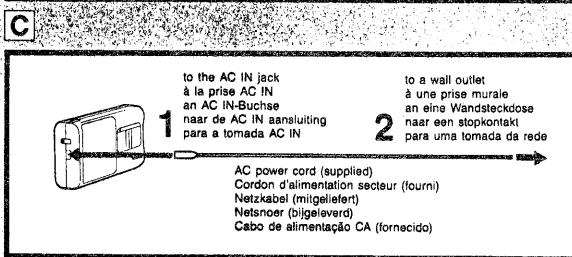 C
to the AC IN jack
à la prise AC IN
an AC IN-Buchse
naar de AC IN aansluiting
para a tomada AC IN
1
to a wall outlet
à une prise murale
an eine Wandsteckdose
naar een stopkontakt
para uma tomada da rede
2
AC power cord (supplied)
Cordon d'alimentation secteur (fourni)
Netzkabel (mitgeliefert)
Netsnoer (bijgeleverd)
Cabo de alimentação CA (fornecido)